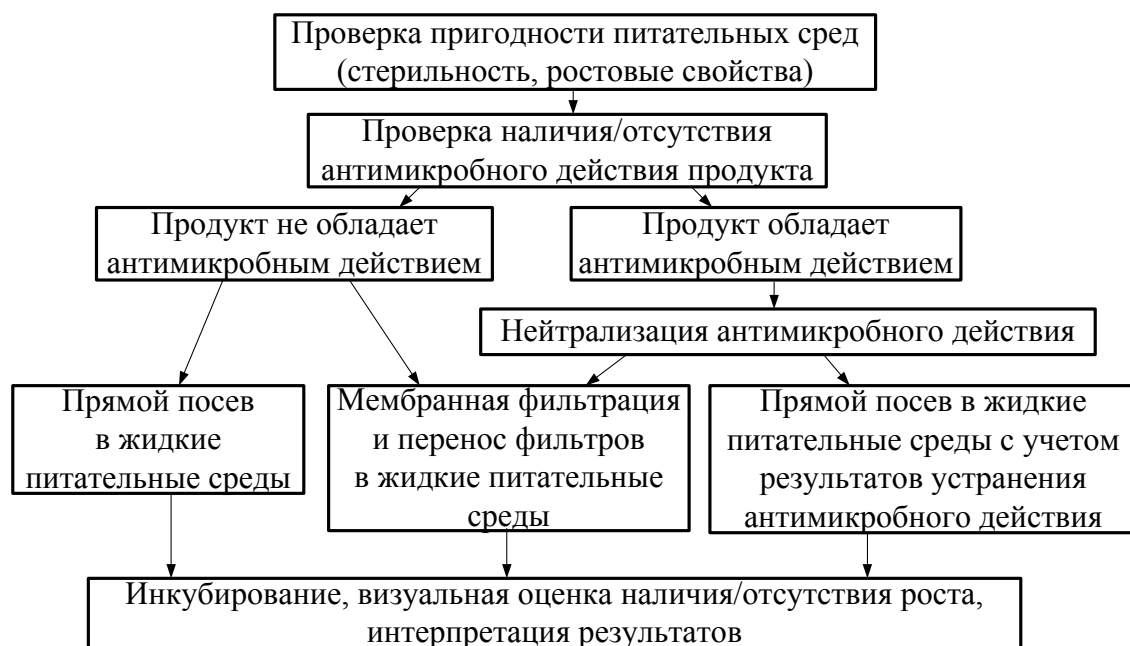 Проверка пригодности питательных сред
(стерильность, ростовые свойства)
Проверка наличия/отсутствия
антимикробного действия продукта
Продукт не обладает
антимикробным действием
Продукт обладает
антимикробным действием
Нейтрализация антимикробного действия
Прямой посев
в жидкие
питательные среды
Мембранная фильтрация
и перенос фильтров
в жидкие питательные
среды
Прямой посев в жидкие
питательные среды с учетом
результатов устранения
антимикробного действия
Инкубирование, визуальная оценка наличия/отсутствия роста,
интерпретация результатов